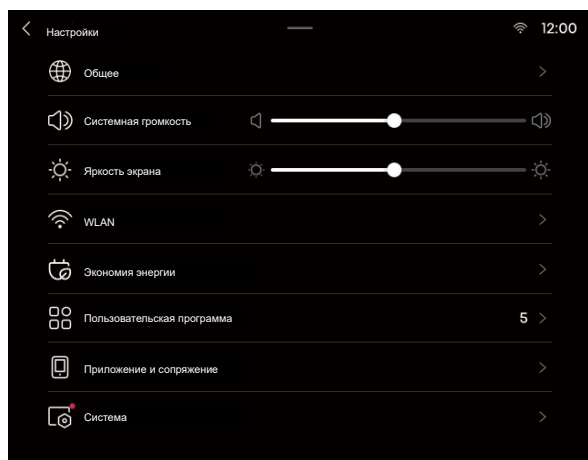 Настройки
12:00
Общее
Системная громкость
Яркость экрана
WLAN
Экономия энергии
Пользовательская программа 5
Приложение и сопряжение
Система